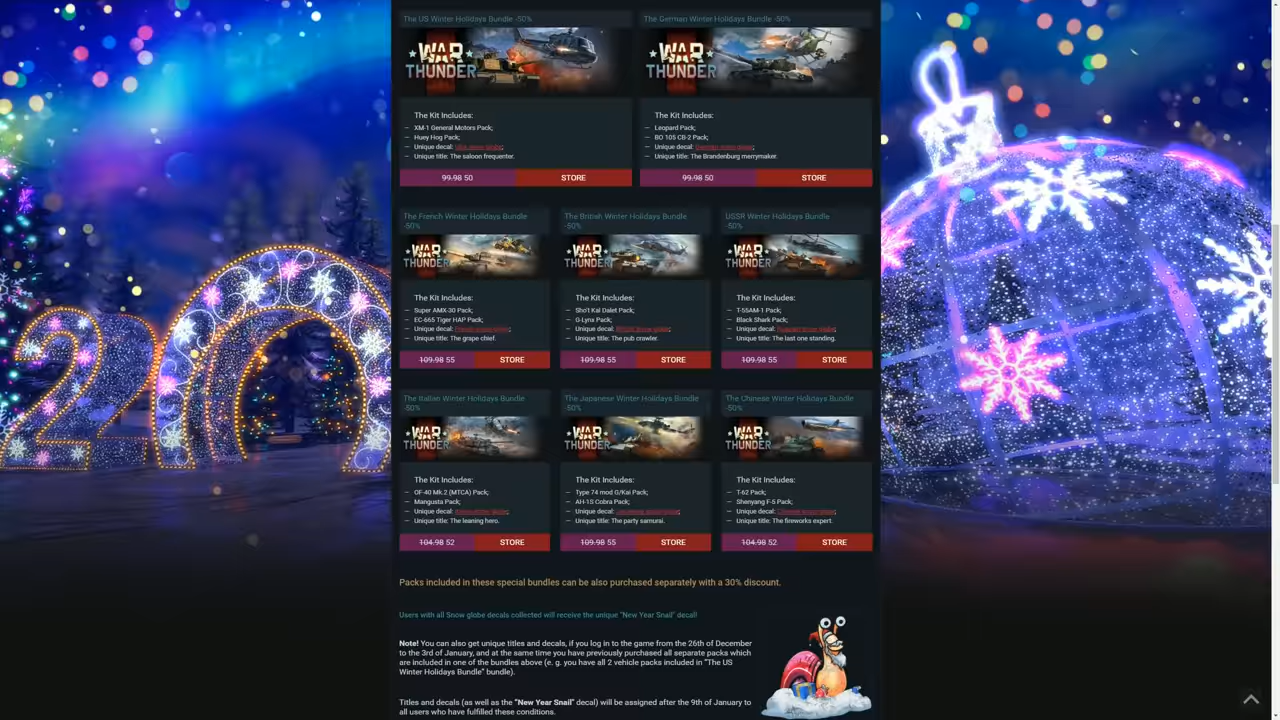 The US Winter Holidays Bundle -50%
WAR THUNDER
The Kit Includes:
— XM-1 General Motors Pack;
— Huey Hog Pack;
— Unique decal:
— Unique title: The saloon frequenter.
99.98 50 STORE
The German Winter Holidays Bundle -50%
WAR THUNDER
The Kit Includes:
— Leopard Pack;
— BO 105 CB-2 Pack;
— Unique decal:
— Unique title: The Brandenburg merrymaker.
99.98 50 STORE
The French Winter Holidays Bundle
-50%
WAR THUNDER
The Kit Includes:
— Super AMX-30 Pack;
— EC-665 Tiger HAP Pack;
— Unique decal:
— Unique title: The grape chief.
109.98 55 STORE
The British Winter Holidays Bundle
-50%
WAR THUNDER
The Kit Includes:
— Sho't Kal Dalet Pack;
— G-Lynx Pack;
— Unique decal:
— Unique title: The pub crawler.
109.98 55 STORE
USSR Winter Holidays Bundle
-50%
WAR THUNDER
The Kit Includes:
— T-55AM-1 Pack;
— Black Shark Pack;
— Unique decal:
— Unique title: The last one standing.
109.98 55 STORE
The Italian Winter Holidays Bundle
-50%
WAR THUNDER
The Kit Includes:
— OF-40 Mk.2 (MTCA) Pack;
— Mangusta Pack;
— Unique decal:
— Unique title: The leaning hero.
104.98 52 STORE
The Japanese Winter Holidays Bundle
-50%
WAR THUNDER
The Kit Includes:
— Type 74 mod G/Kai Pack;
— AH-1S Cobra Pack;
— Unique decal:
— Unique title: The party samurai.
109.98 55 STORE
The Chinese Winter Holidays Bundle
-50%
WAR THUNDER
The Kit Includes:
— T-62 Pack;
— Shenyang F-5 Pack;
— Unique decal:
— Unique title: The fireworks expert.
104.98 52 STORE
Packs included in these special bundles can be also purchased separately with a 30% discount.
Users with all Snow globe decals collected will receive the unique "New Year Snail" decal!
Note! You can also get unique titles and decals, if you log in to the game from the 26th of December
to the 3rd of January, and at the same time you have previously purchased all separate packs which
are included in one of the bundles above (e. g. you have all 2 vehicle packs included in "The US
Winter Holidays Bundle" bundle).
Titles and decals (as well as the "New Year Snail" decal) will be assigned after the 9th of January to
all users who have fulfilled these conditions.